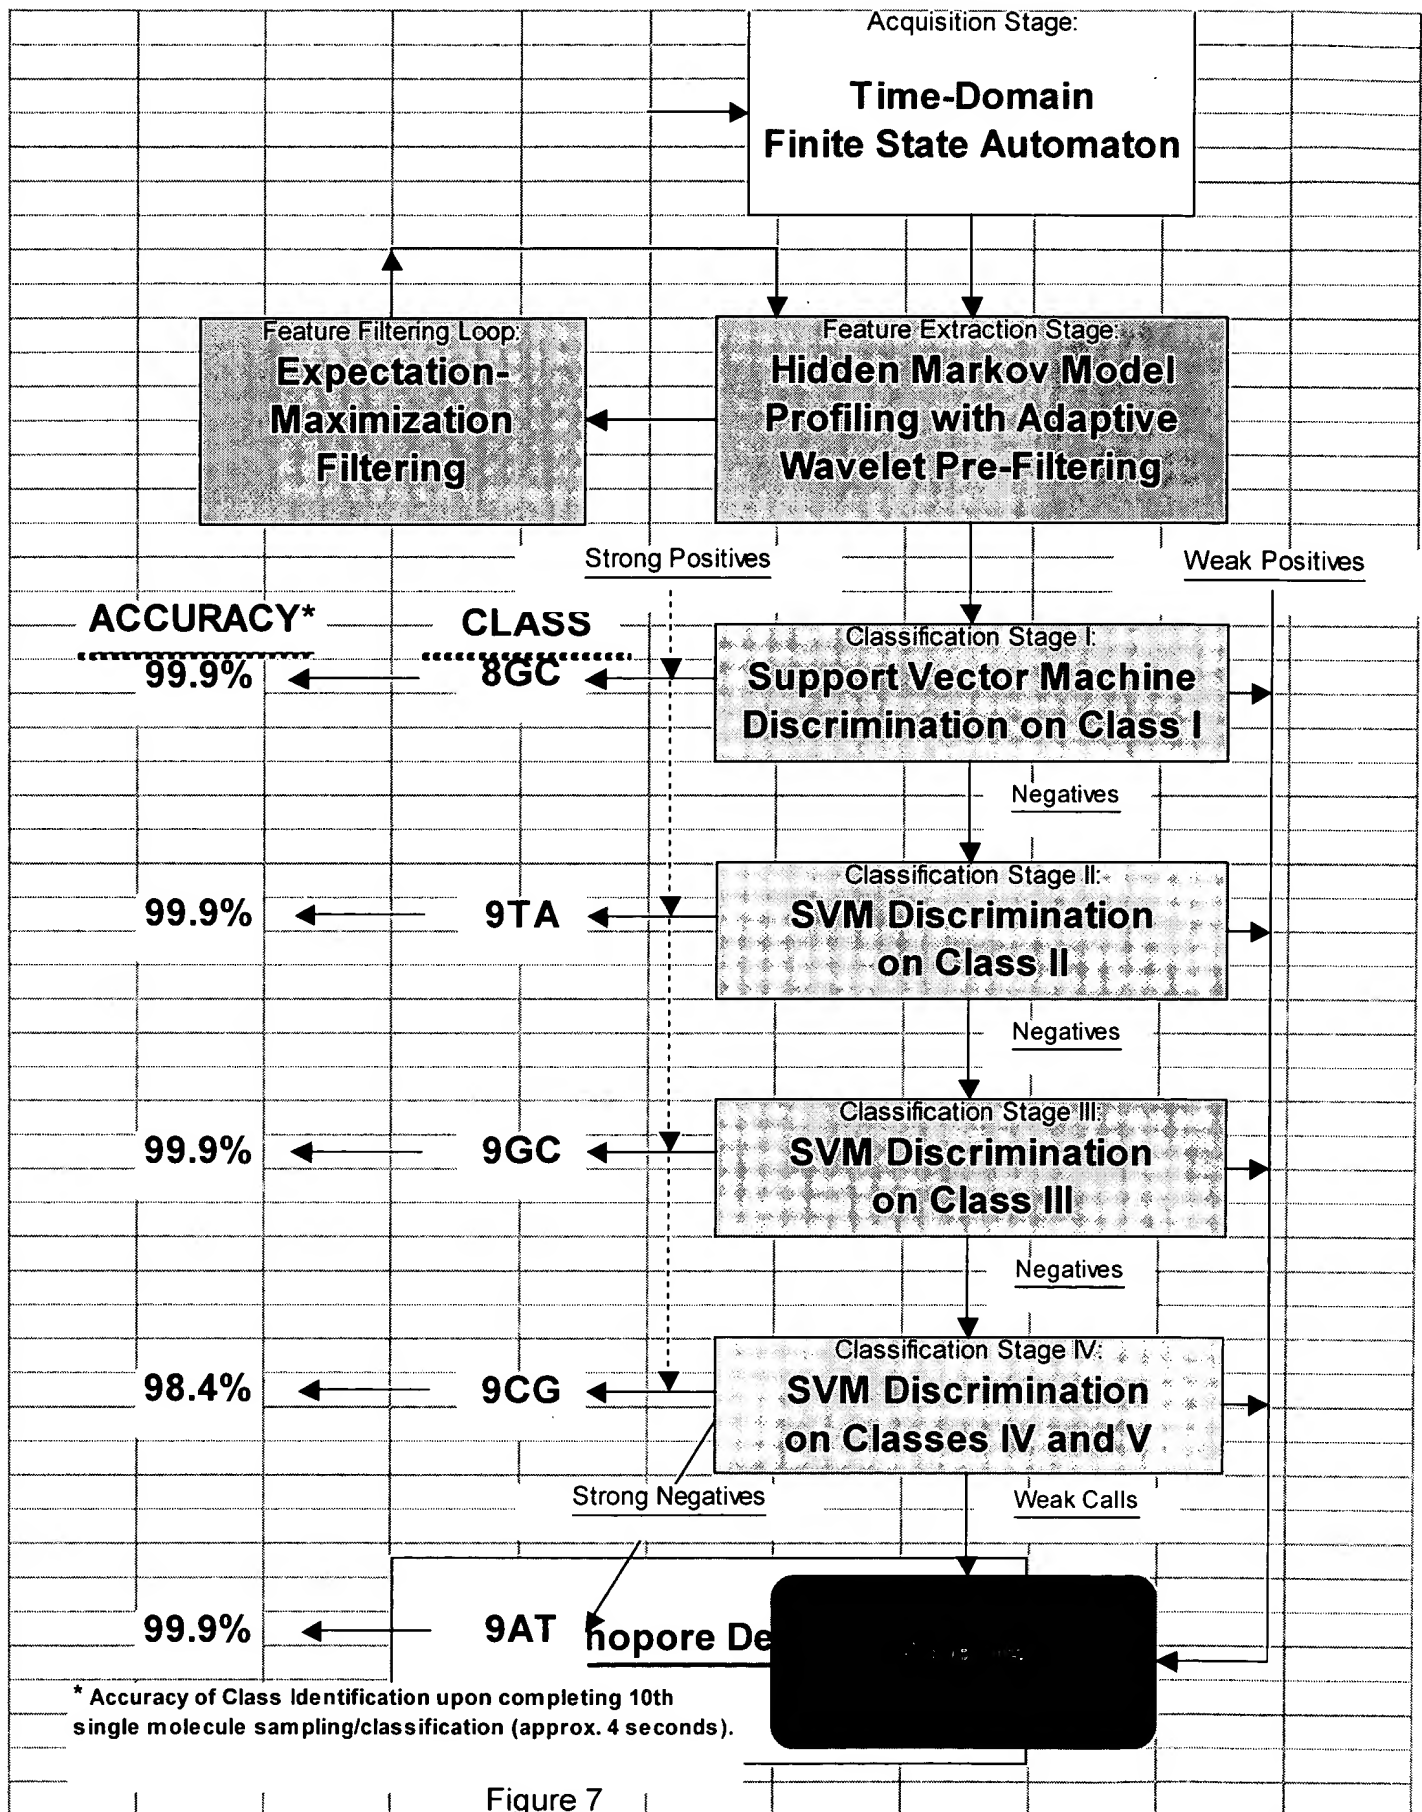 Acquisition Stage:
Time-Domain
Finite State Automaton
Feature Filtering Loop:
Expectation-
Maximization
Filtering
Feature Extraction Stage:
Hidden Markov Model
Profiling with Adaptive
Wavelet Pre-Filtering
Strong Positives
Weak Positives
ACCURACY*
CLASS
Classification Stage I:
Support Vector Machine
Discrimination on Class I
99.9%
8GC
Negatives
Classification Stage II:
SVM Discrimination
on Class II
99.9%
9TA
Negatives
Classification Stage III:
SVM Discrimination
on Class III
99.9%
9GC
Negatives
Classification Stage IV:
SVM Discrimination
on Classes IV and V
98.4%
9CG
Strong Negatives
Weak Calls
99.9%
9AT
nopore De
* Accuracy of Class Identification upon completing 10th
single molecule sampling/classification (approx. 4 seconds).
Figure 7